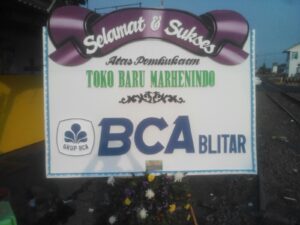 Selamat & Sukses
Atas Pembukaan
TOKO BARU MARHENINDO
BCA BLITAR
GRUP BCA